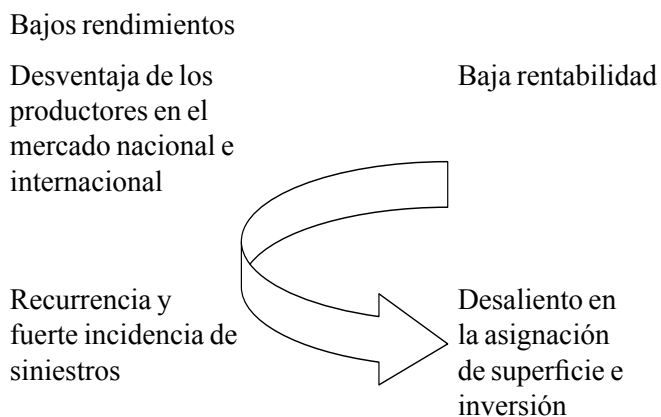 Bajos rendimientos
Desventaja de los
productores en el
mercado nacional e
internacional
Baja rentabilidad
Recurrencia y
fuerte incidencia de
siniestros
Desaliento en
la asignación
de superficie e
inversión